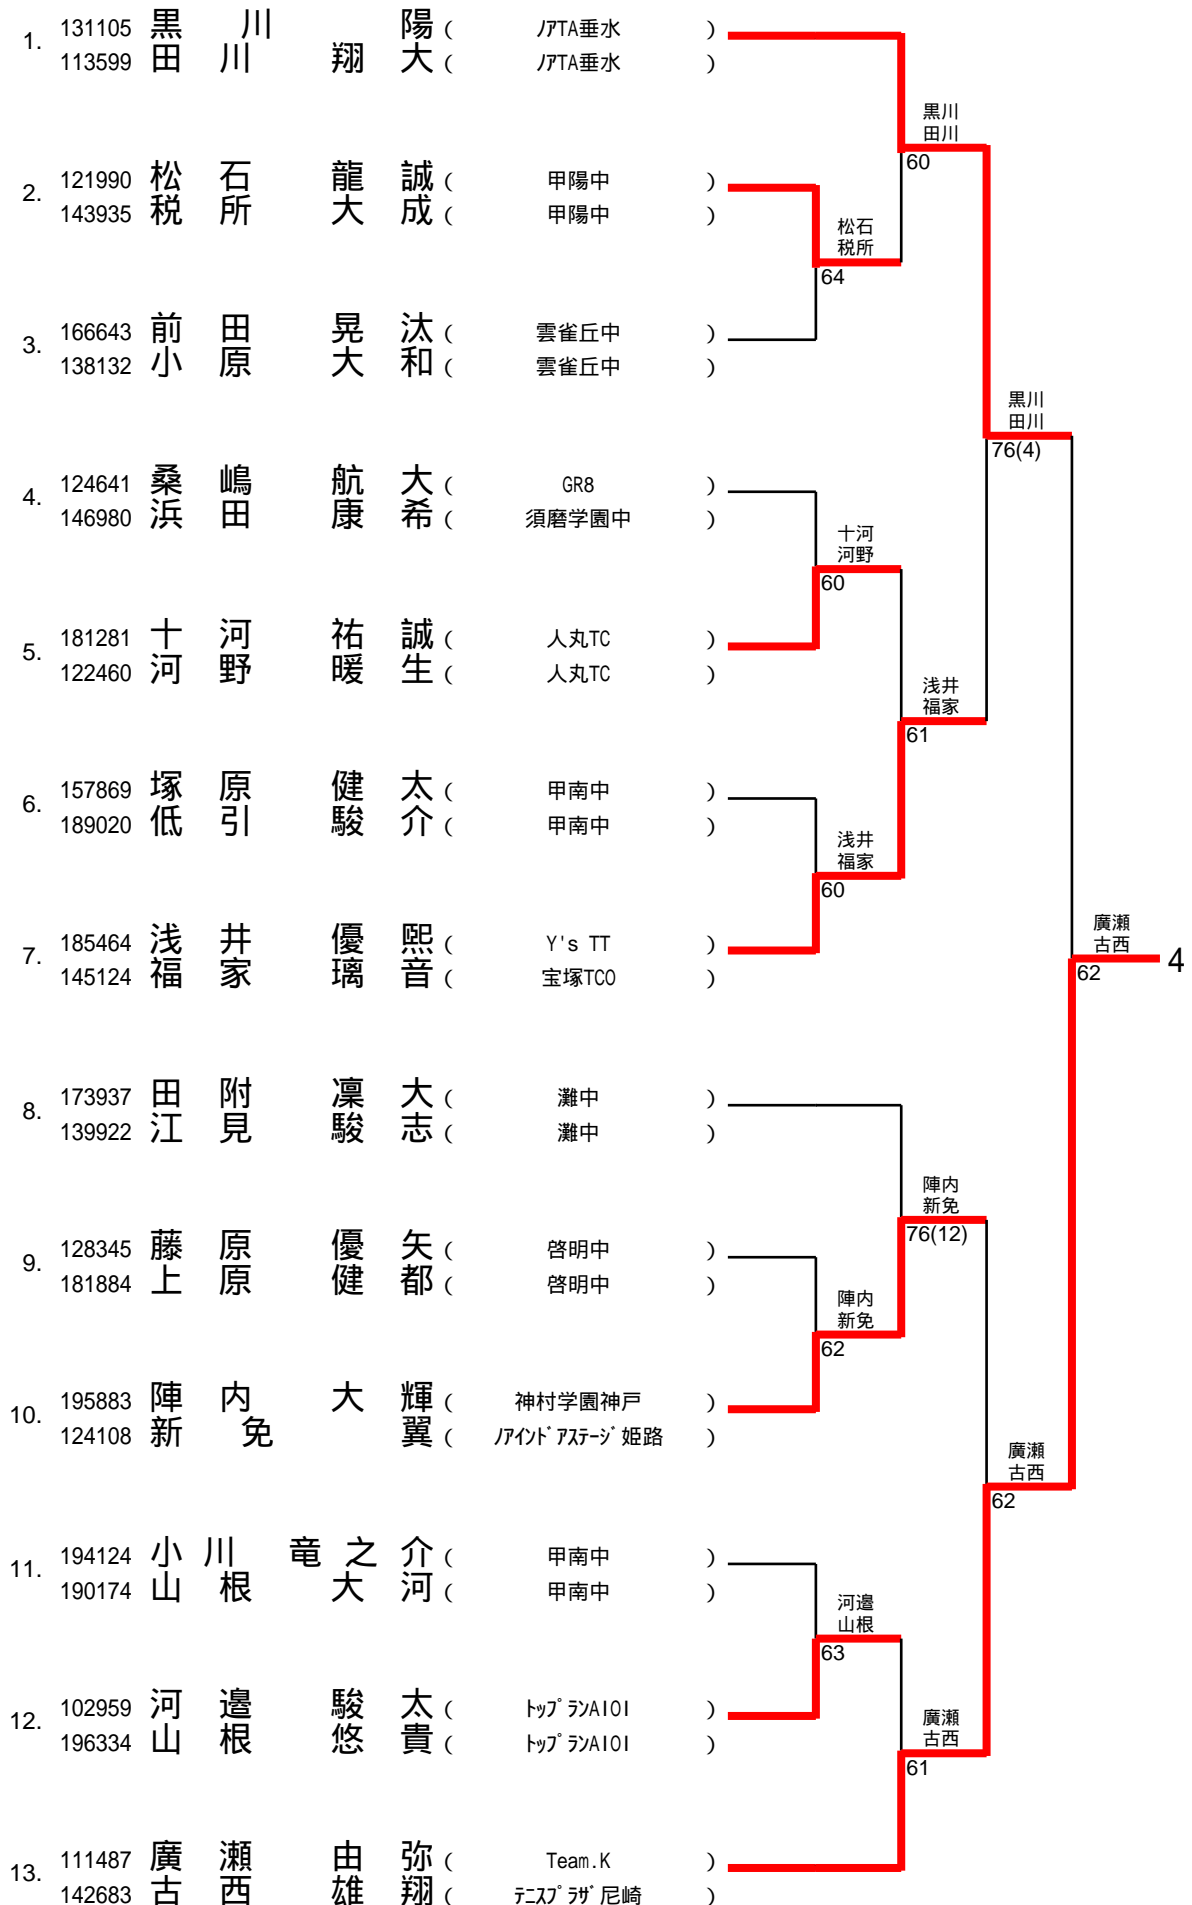 1. 131105 黒川 陽 ( ノアTA垂水 )
113599 田川 翔大 ( ノアTA垂水 )
黒川
田川
60
2. 121990 松石 龍誠 ( 甲陽中 )
143935 税所 大成 ( 甲陽中 )
松石
税所
64
3. 166643 前田 晃汰 ( 雲雀丘中 )
138132 小原 大和 ( 雲雀丘中 )
黒川
田川
76(4)
4. 124641 桑嶋 航大 ( GR8 )
146980 浜田 康希 ( 須磨学園中 )
十河
河野
60
5. 181281 十河 祐誠 ( 人丸TC )
122460 河野 暖生 ( 人丸TC )
浅井
福家
61
6. 157869 塚原 健太 ( 甲南中 )
189020 低引 駿介 ( 甲南中 )
浅井
福家
60
7. 185464 浅井 優熙 ( Y's TT )
145124 福家 璃音 ( 宝塚TCO )
廣瀬
古西
62
4
8. 173937 田附 凜大 ( 灘中 )
139922 江見 駿志 ( 灘中 )
陣内
新免
76(12)
9. 128345 藤原 優矢 ( 啓明中 )
181884 上原 健都 ( 啓明中 )
陣内
新免
62
10. 195883 陣内 大輝 ( 神村学園神戸 )
124108 新免 翼 ( ノアインドアステージ姫路 )
廣瀬
古西
62
11. 194124 小川 竜之介 ( 甲南中 )
190174 山根 大河 ( 甲南中 )
河邉
山根
63
12. 102959 河邉 駿太 ( トップランAIOI )
196334 山根 悠貴 ( トップランAIOI )
廣瀬
古西
61
13. 111487 廣瀬 由弥 ( Team.K )
142683 古西 雄翔 ( テニスプラザ尼崎 )